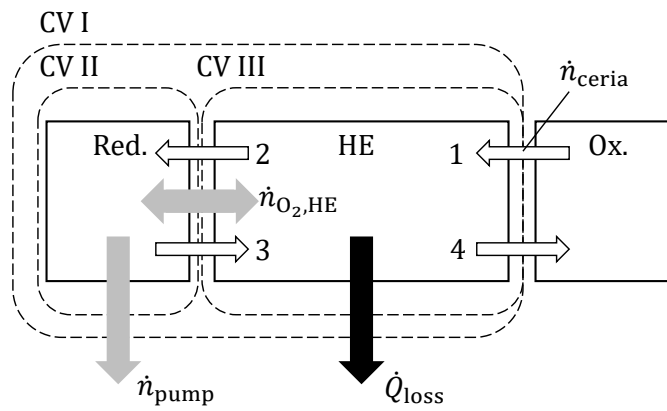 CV I
CV II CV III
ṅceria
Red. HE Ox.
2 1
ṅO₂,HE
3 4
ṅpump Q̇loss